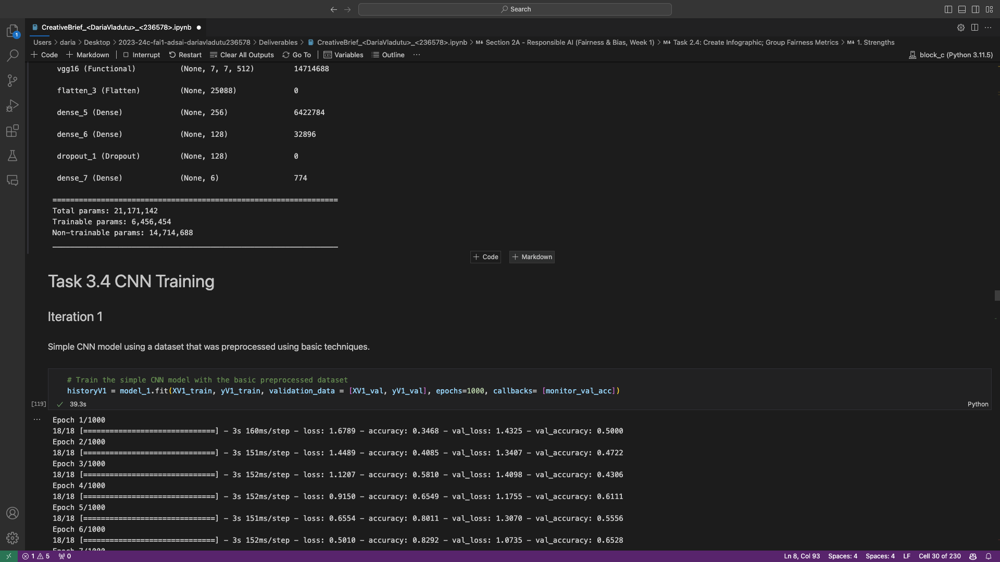 Search
CreativeBrief_<DariaVladutu>_<236578>.ipynb
Users > daria > Desktop > 2023-24c-fai1-adsai-dariavladutu236578 > Deliverables > CreativeBrief_<DariaVladutu>_<236578>.ipynb > M↓ Section 2A - Responsible AI (Fairness & Bias, Week 1) > M↓ Task 2.4: Create Infographic; Group Fairness Metrics > M↓ 1. Strengths
+ Code + Markdown Interrupt Restart Clear All Outputs Go To Variables Outline ··· block_c (Python 3.11.5)
vgg16 (Functional) (None, 7, 7, 512) 14714688
flatten_3 (Flatten) (None, 25088) 0
dense_5 (Dense) (None, 256) 6422784
dense_6 (Dense) (None, 128) 32896
dropout_1 (Dropout) (None, 128) 0
dense_7 (Dense) (None, 6) 774
=================================================================
Total params: 21,171,142
Trainable params: 6,456,454
Non-trainable params: 14,714,688
_________________________________________________________________
+ Code + Markdown
Task 3.4 CNN Training
Iteration 1
Simple CNN model using a dataset that was preprocessed using basic techniques.
# Train the simple CNN model with the basic preprocessed dataset
historyV1 = model_1.fit(XV1_train, yV1_train, validation_data = [XV1_val, yV1_val], epochs=1000, callbacks= [monitor_val_acc])
[119] ✓ 39.3s Python
··· Epoch 1/1000
18/18 [==============================] - 3s 160ms/step - loss: 1.6789 - accuracy: 0.3468 - val_loss: 1.4325 - val_accuracy: 0.5000
Epoch 2/1000
18/18 [==============================] - 3s 151ms/step - loss: 1.4489 - accuracy: 0.4085 - val_loss: 1.3407 - val_accuracy: 0.4722
Epoch 3/1000
18/18 [==============================] - 3s 152ms/step - loss: 1.1207 - accuracy: 0.5810 - val_loss: 1.4098 - val_accuracy: 0.4306
Epoch 4/1000
18/18 [==============================] - 3s 152ms/step - loss: 0.9150 - accuracy: 0.6549 - val_loss: 1.1755 - val_accuracy: 0.6111
Epoch 5/1000
18/18 [==============================] - 3s 151ms/step - loss: 0.6554 - accuracy: 0.8011 - val_loss: 1.3070 - val_accuracy: 0.5556
Epoch 6/1000
18/18 [==============================] - 3s 152ms/step - loss: 0.5010 - accuracy: 0.8292 - val_loss: 1.0735 - val_accuracy: 0.6528
Epoch 7/1000
1 5 0 Ln 8, Col 93 Spaces: 4 Spaces: 4 LF Cell 30 of 230